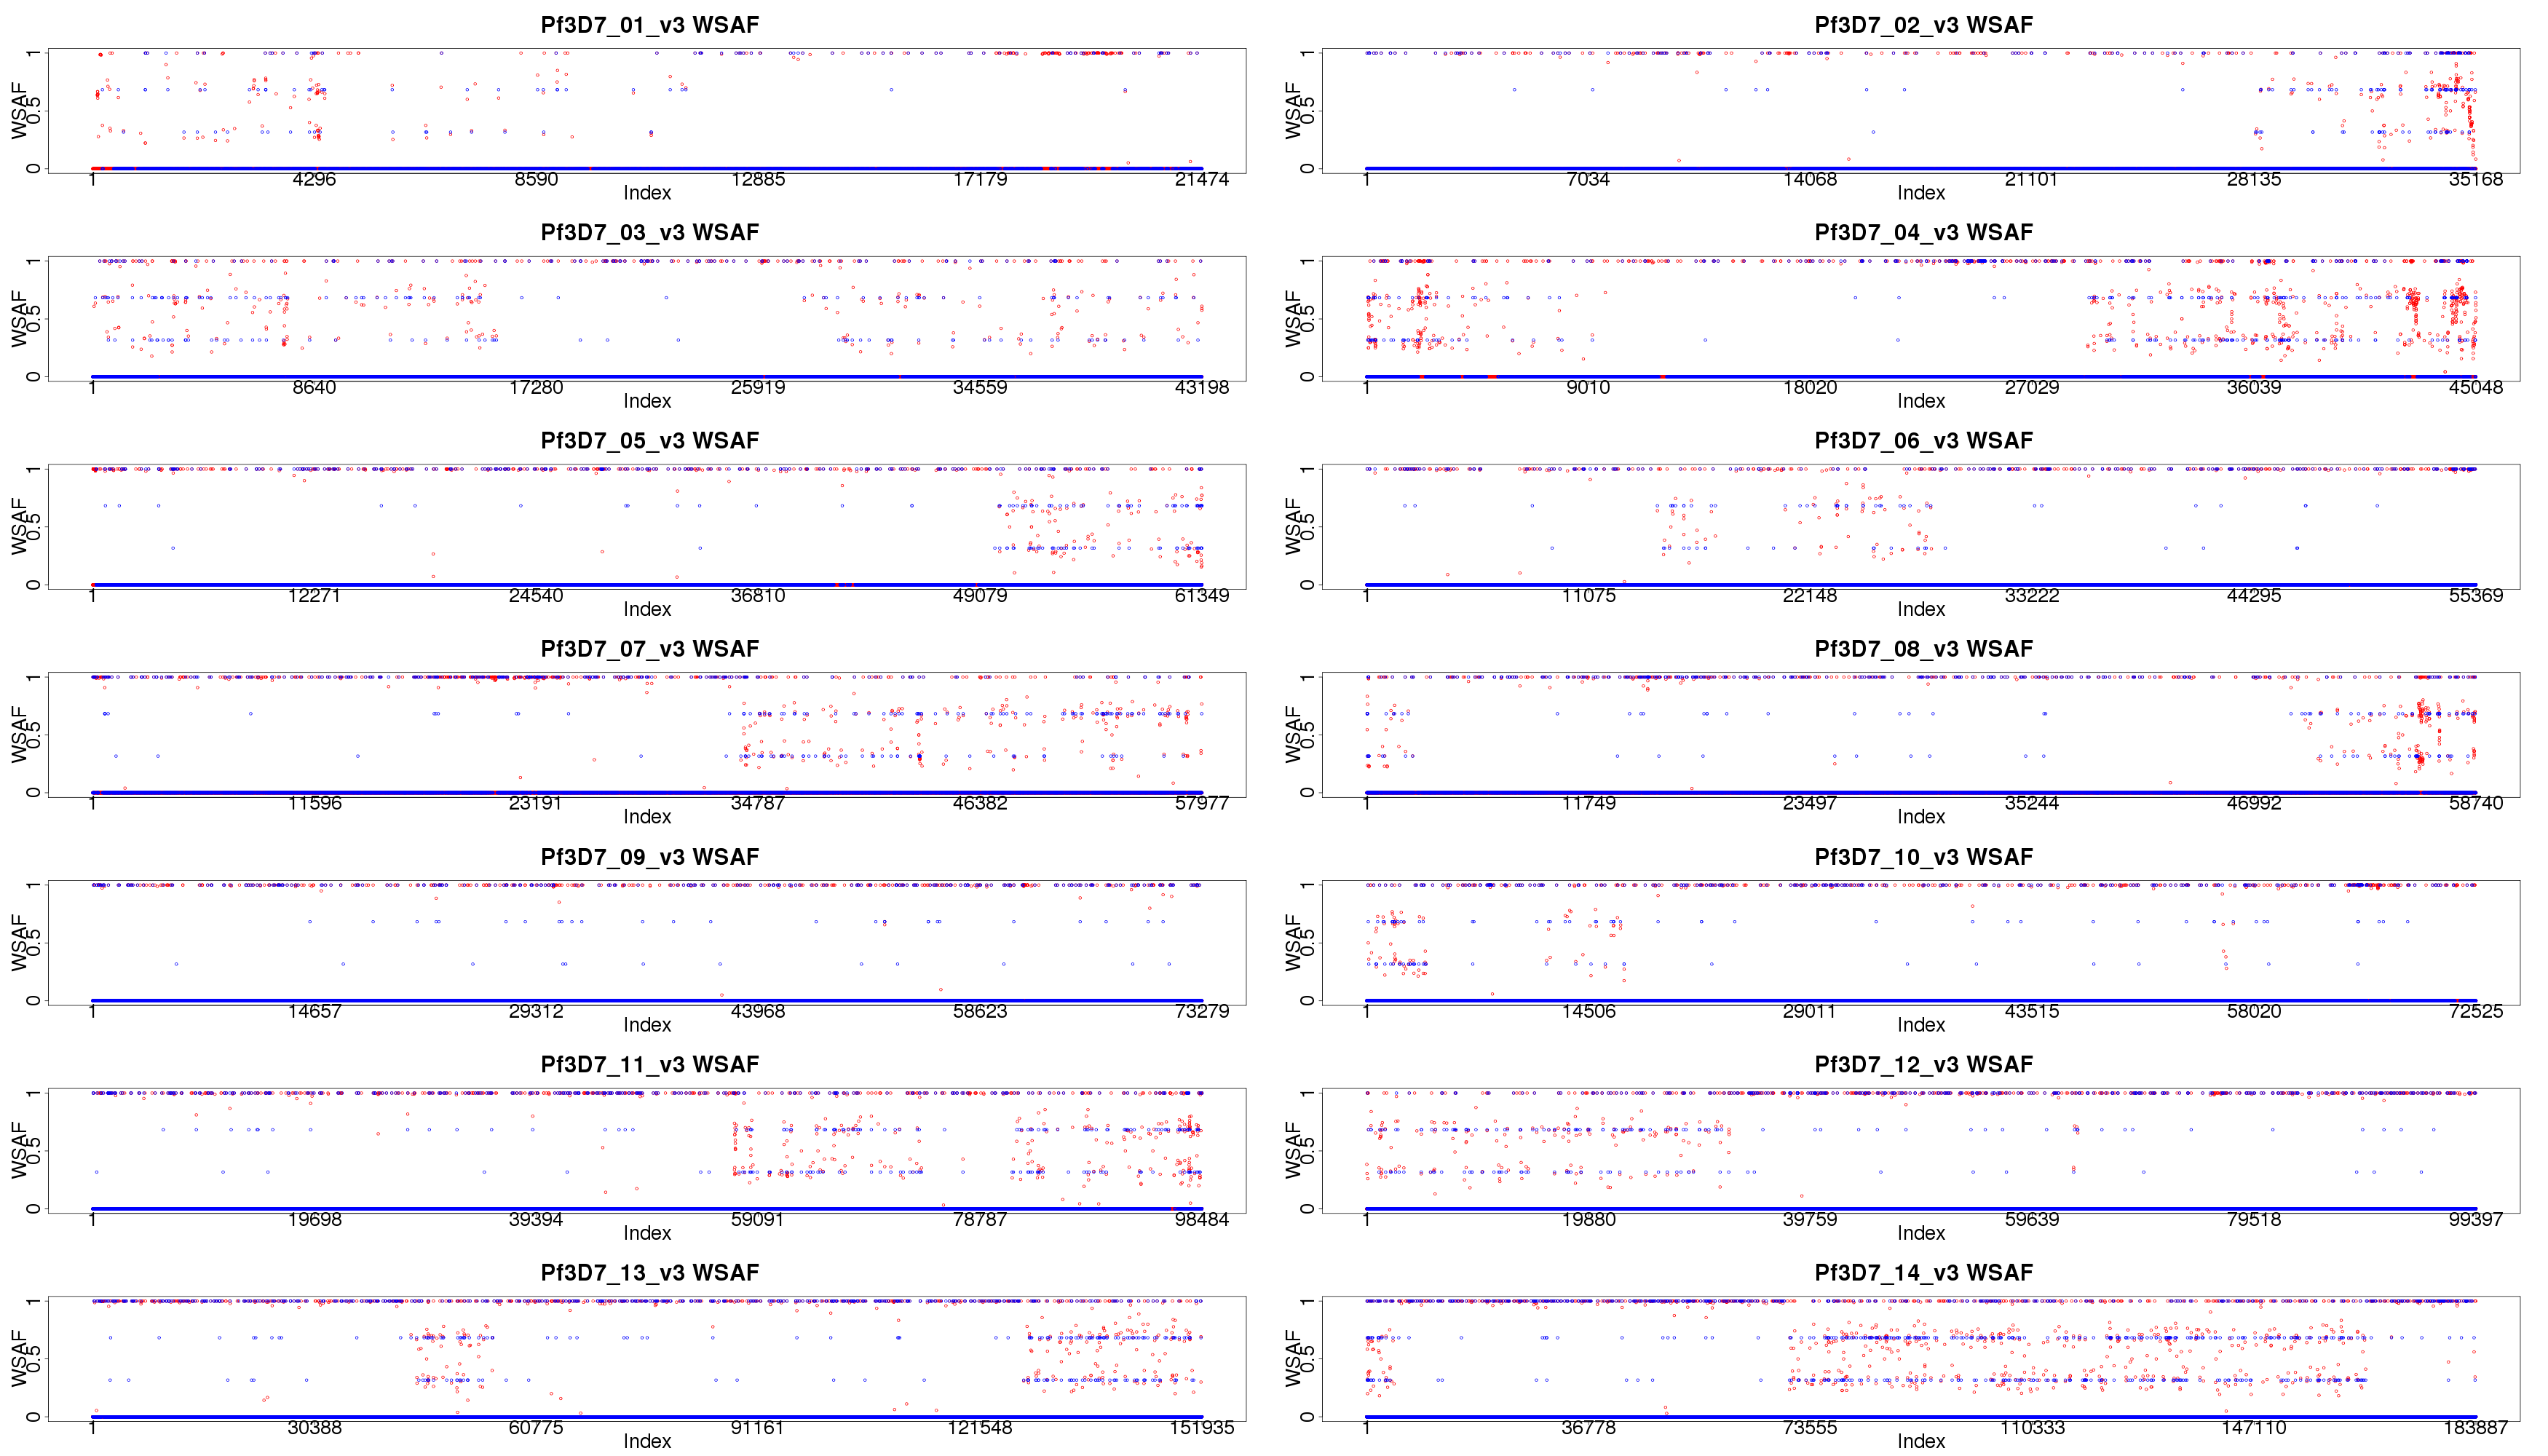 Pf3D7_01_v3 WSAF
WSAF
0 0.5 1
1 4296 8590 12885 17179 21474
Index
Pf3D7_02_v3 WSAF
WSAF
0 0.5 1
1 7034 14068 21101 28135 35168
Index
Pf3D7_03_v3 WSAF
WSAF
0 0.5 1
1 8640 17280 25919 34559 43198
Index
Pf3D7_04_v3 WSAF
WSAF
0 0.5 1
1 9010 18020 27029 36039 45048
Index
Pf3D7_05_v3 WSAF
WSAF
0 0.5 1
1 12271 24540 36810 49079 61349
Index
Pf3D7_06_v3 WSAF
WSAF
0 0.5 1
1 11075 22148 33222 44295 55369
Index
Pf3D7_07_v3 WSAF
WSAF
0 0.5 1
1 11596 23191 34787 46382 57977
Index
Pf3D7_08_v3 WSAF
WSAF
0 0.5 1
1 11749 23497 35244 46992 58740
Index
Pf3D7_09_v3 WSAF
WSAF
0 0.5 1
1 14657 29312 43968 58623 73279
Index
Pf3D7_10_v3 WSAF
WSAF
0 0.5 1
1 14506 29011 43515 58020 72525
Index
Pf3D7_11_v3 WSAF
WSAF
0 0.5 1
1 19698 39394 59091 78787 98484
Index
Pf3D7_12_v3 WSAF
WSAF
0 0.5 1
1 19880 39759 59639 79518 99397
Index
Pf3D7_13_v3 WSAF
WSAF
0 0.5 1
1 30388 60775 91161 121548 151935
Index
Pf3D7_14_v3 WSAF
WSAF
0 0.5 1
1 36778 73555 110333 147110 183887
Index